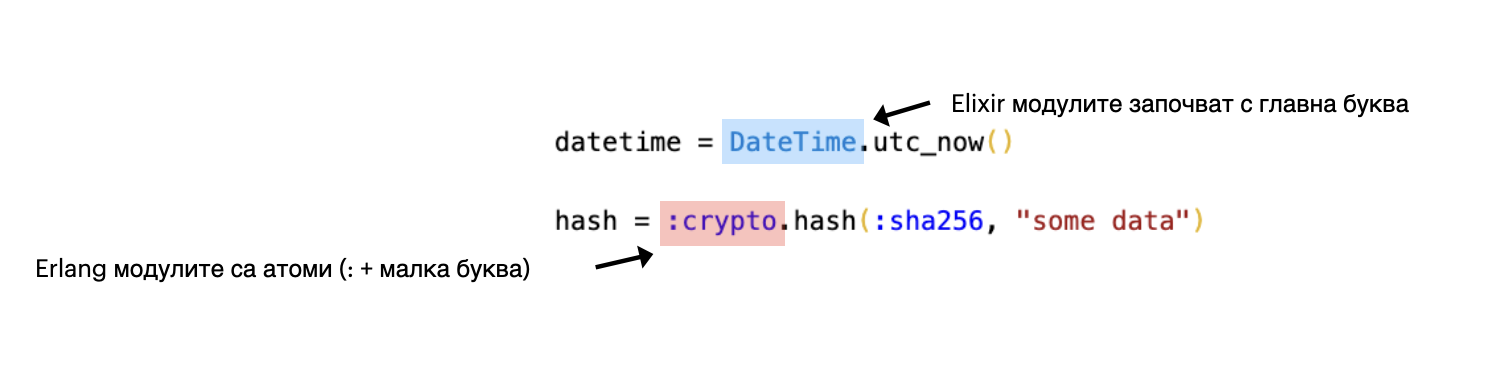 Elixir модулите започват с главна буква
datetime = DateTime.utc_now()
hash = :crypto.hash(:sha256, "some data")
Erlang модулите са атоми (: + малка буква)